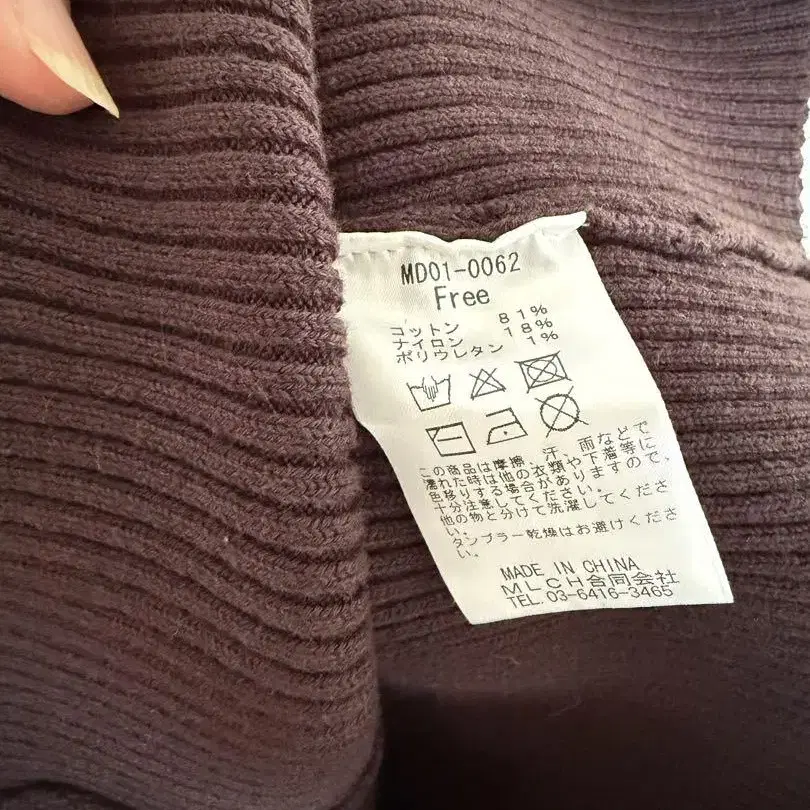 MD01-0062
Free
コットン 81%
ナイロン 18%
ポリウレタン 1%
この商品は摩擦、汗、雨などで
濡れた時は他の衣類や下着等に
色移りする場合がありますので、
十分注意してください。
他の物と分けて洗濯してくださ
い。
タンブラー乾燥はお避けくださ
い。
MADE IN CHINA
MLCH合同会社
TEL.03-6416-3465